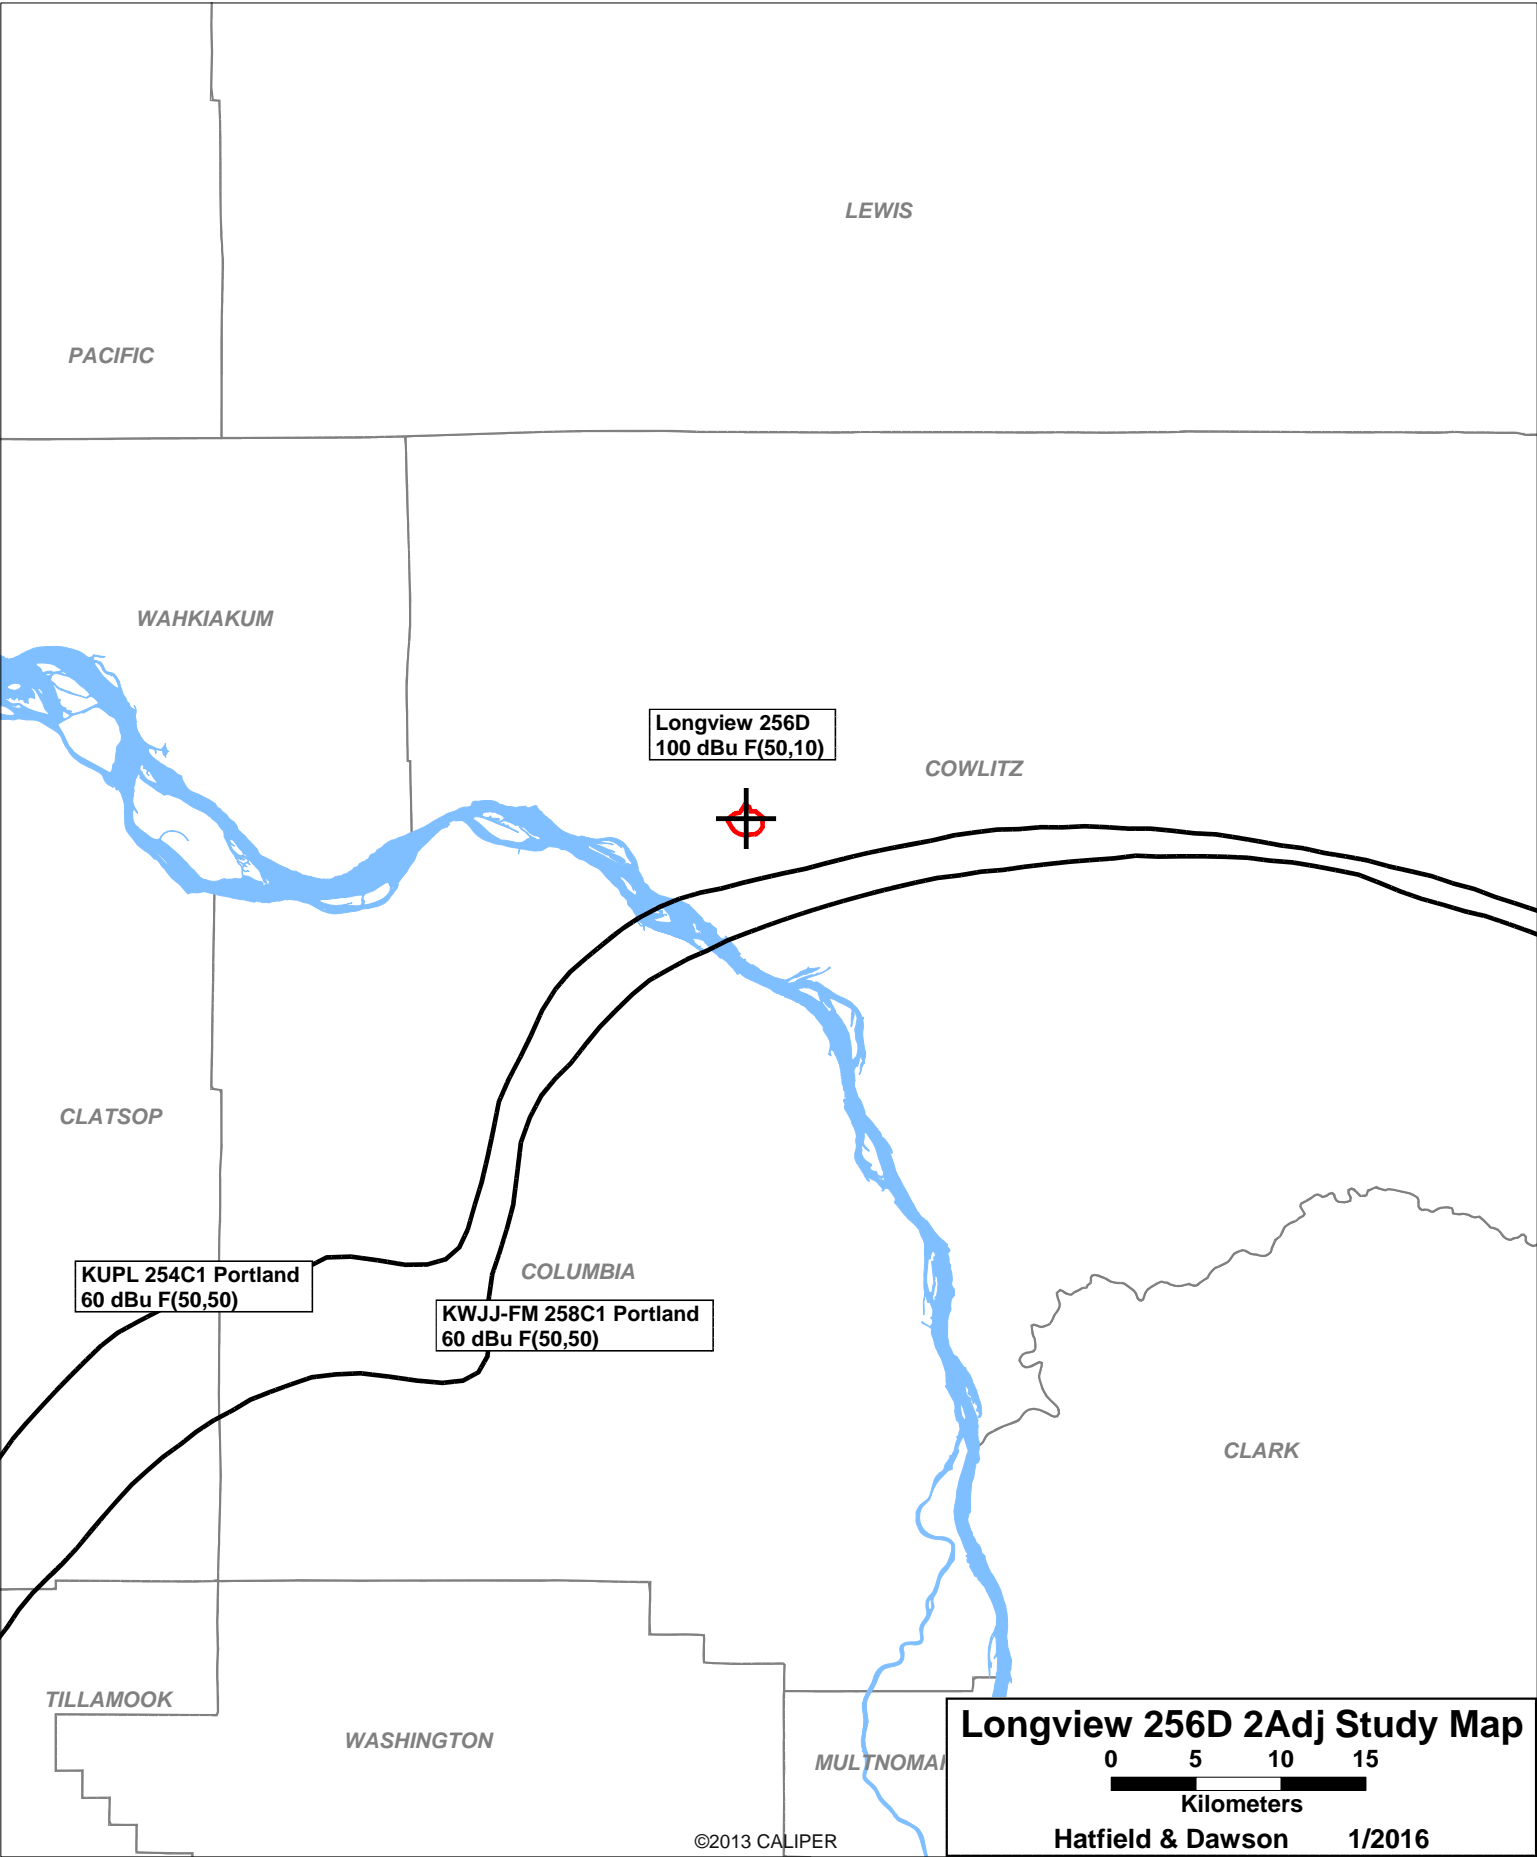 LEWIS
PACIFIC
WAHKIAKUM
Longview 256D
100 dBu F(50,10)
COWLITZ
CLATSOP
KUPL 254C1 Portland
60 dBu F(50,50)
COLUMBIA
KWJJ-FM 258C1 Portland
60 dBu F(50,50)
CLARK
TILLAMOOK
WASHINGTON
MULTNOMA
Longview 256D 2Adj Study Map
0 5 10 15
Kilometers
Hatfield & Dawson 1/2016
©2013 CALIPER